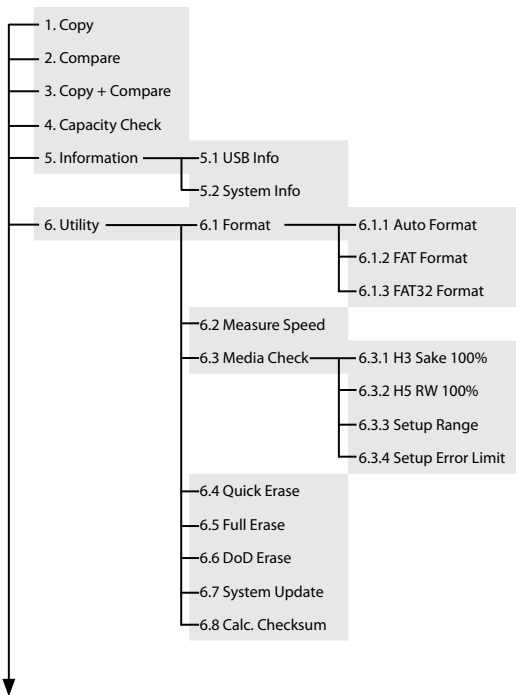 1. Copy
2. Compare
3. Copy + Compare
4. Capacity Check
5. Information
5.1 USB Info
5.2 System Info
6. Utility
6.1 Format
6.1.1 Auto Format
6.1.2 FAT Format
6.1.3 FAT32 Format
6.2 Measure Speed
6.3 Media Check
6.3.1 H3 Sake 100%
6.3.2 H5 RW 100%
6.3.3 Setup Range
6.3.4 Setup Error Limit
6.4 Quick Erase
6.5 Full Erase
6.6 DoD Erase
6.7 System Update
6.8 Calc. Checksum